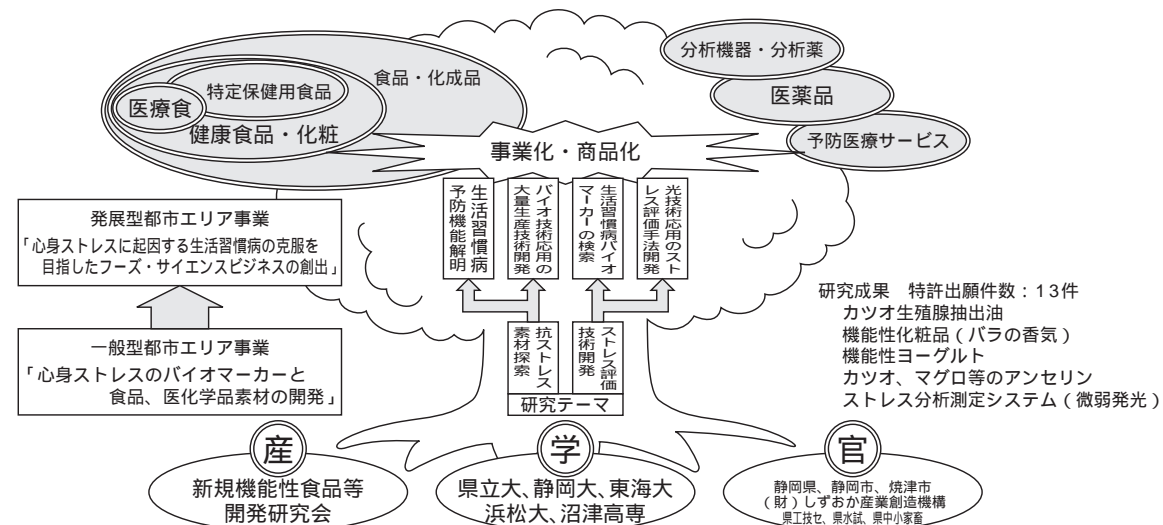 分析機器・分析薬
医薬品
予防医療サービス
食品・化成品
特定保健用食品
医療食
健康食品・化粧
事業化・商品化
生活習慣病
予防機能解明
バイオ技術応用の
大量生産技術開発
生活習慣病バイオ
マーカーの検索
光技術応用のスト
レス評価手法開発
発展型都市エリア事業
「心身ストレスに起因する生活習慣病の克服を
目指したフーズ・サイエンスビジネスの創出」
一般型都市エリア事業
「心身ストレスのバイオマーカーと
食品、医化学品素材の開発」
抗ストレス
素材探索
ストレス評価
技術開発
研究テーマ
研究成果 特許出願件数:13件
カツオ生殖腺抽出油
機能性化粧品(バラの香気)
機能性ヨーグルト
カツオ、マグロ等のアンセリン
ストレス分析測定システム(微弱発光)
産
新規機能性食品等
開発研究会
学
県立大、静岡大、東海大
浜松大、沼津高専
官
静岡県、静岡市、焼津市
(財)しずおか産業創造機構
県工技セ、県水試、県中小家畜